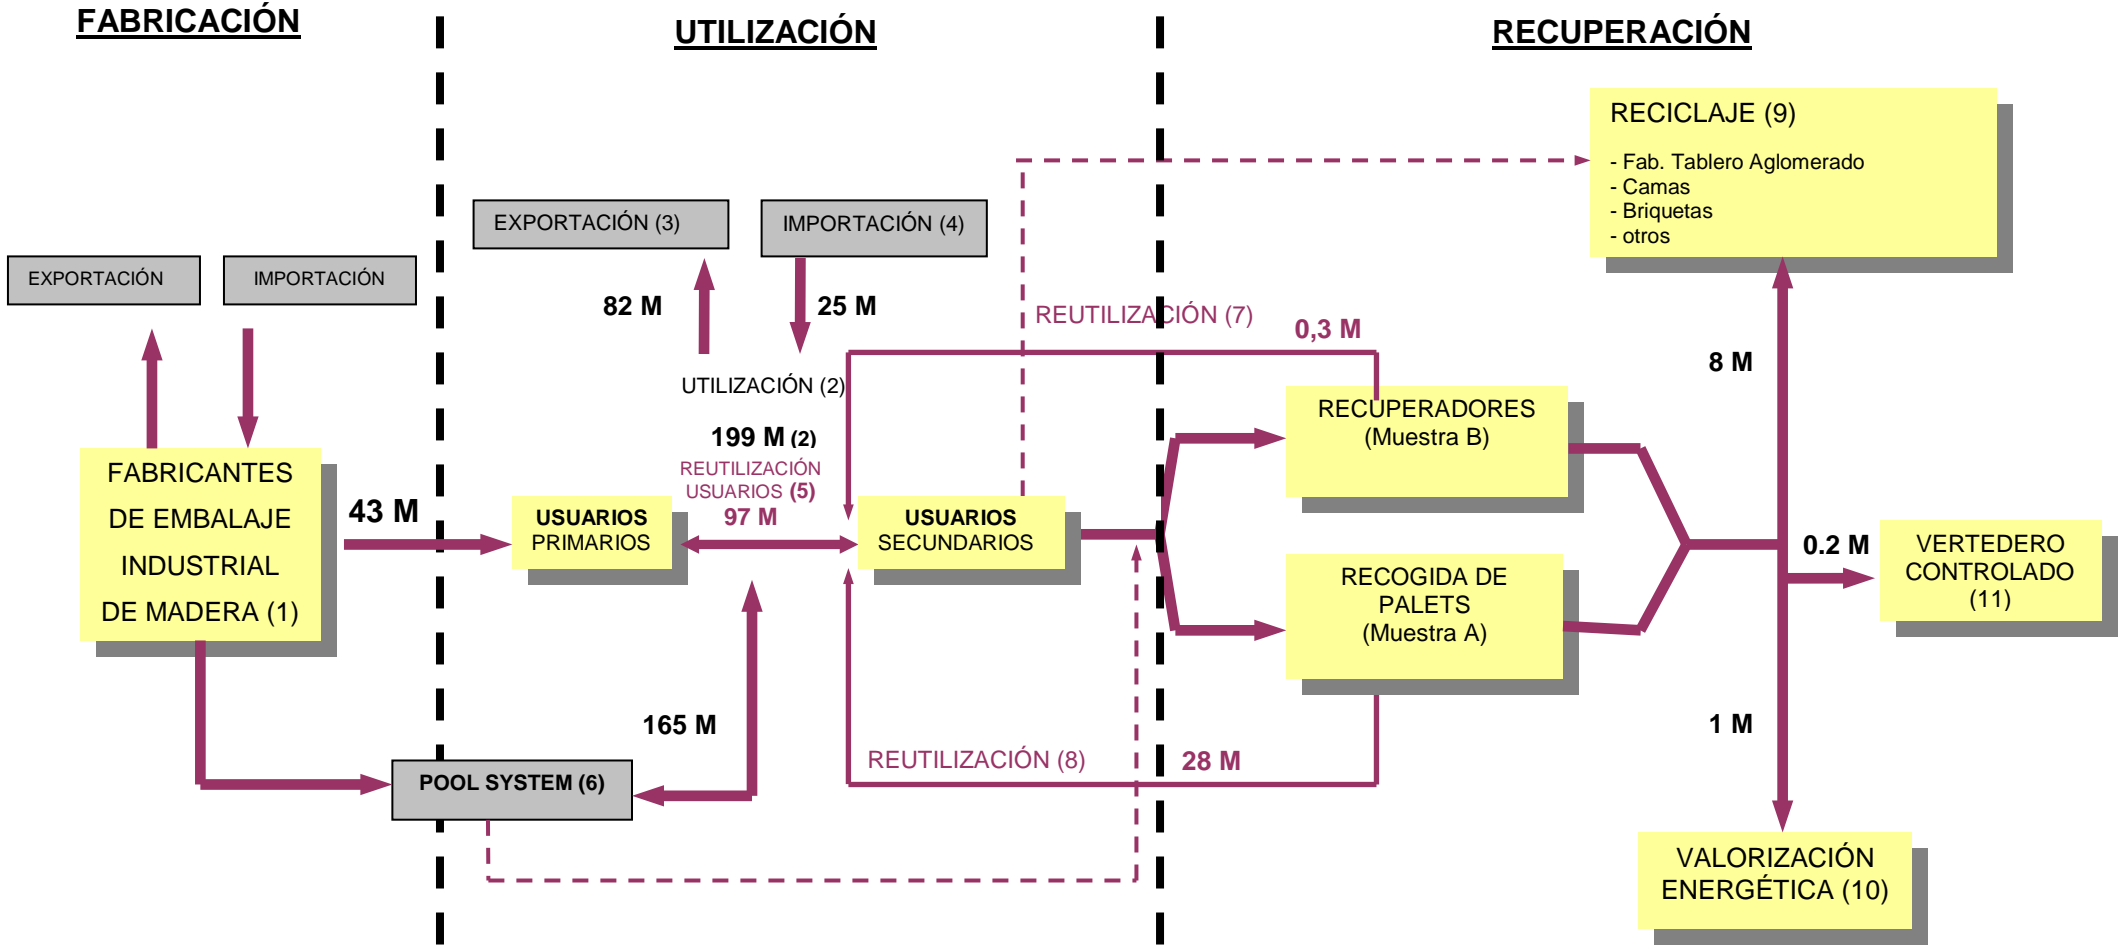 FABRICACIÓN
UTILIZACIÓN
RECUPERACIÓN
EXPORTACIÓN
IMPORTACIÓN
FABRICANTES
DE EMBALAJE
INDUSTRIAL
DE MADERA (1)
43 M
EXPORTACIÓN (3)
IMPORTACIÓN (4)
82 M
25 M
UTILIZACIÓN (2)
199 M (2)
REUTILIZACIÓN
USUARIOS (5)
97 M
USUARIOS
PRIMARIOS
USUARIOS
SECUNDARIOS
165 M
POOL SYSTEM (6)
REUTILIZACIÓN (7)
0,3 M
REUTILIZACIÓN (8)
28 M
RECUPERADORES
(Muestra B)
RECOGIDA DE
PALETS
(Muestra A)
RECICLAJE (9)
- Fab. Tablero Aglomerado
- Camas
- Briquetas
- otros
8 M
0.2 M
VERTEDERO
CONTROLADO
(11)
1 M
VALORIZACIÓN
ENERGÉTICA (10)